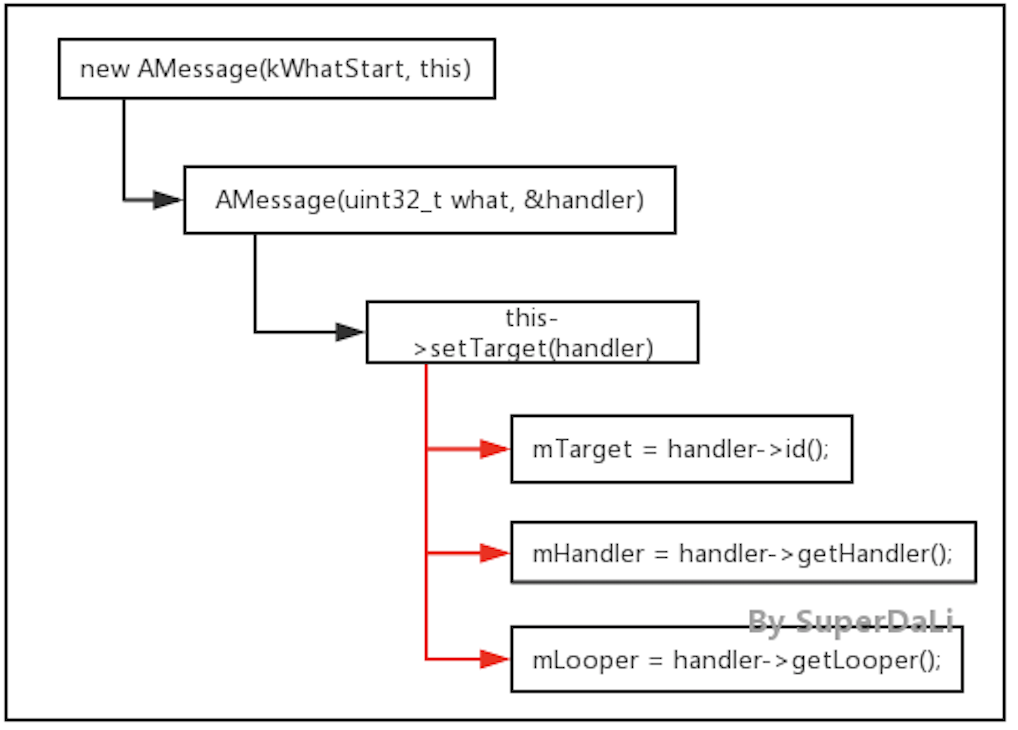 new AMessage(kWhatStart, this)
AMessage(uint32_t what, &handler)
this-
>setTarget(handler)
mTarget = handler->id();
mHandler = handler->getHandler();
By SuperDaLi
mLooper = handler->getLooper();